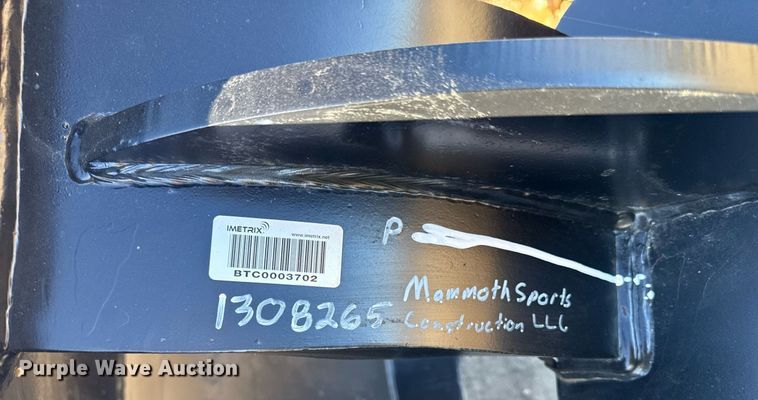 IMETRIX
www.imetrix.net
BTC0003702
P
1308265
Mammoth Sports
Construction LLC
Purple Wave Auction